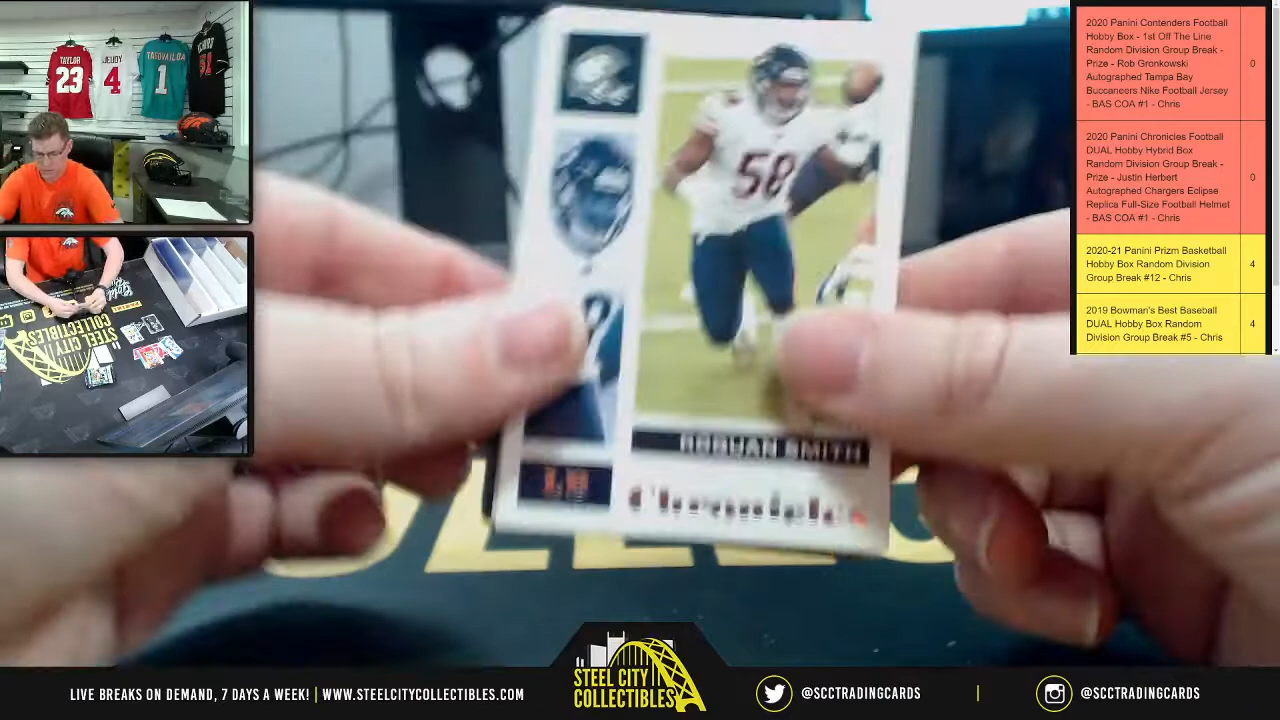 TAYLOR
23
JEUDY
4
TAGOVAILOA
1
STEEL CITY
COLLECTIBLES
58
ROQUAN SMITH
Chronicles
2020 Panini Contenders Football
Hobby Box - 1st Off The Line
Random Division Group Break -
Prize - Rob Gronkowski
Autographed Tampa Bay
Buccaneers Nike Football Jersey
- BAS COA #1 - Chris
0
2020 Panini Chronicles Football
DUAL Hobby Hybrid Box
Random Division Group Break -
Prize - Justin Herbert
Autographed Chargers Eclipse
Replica Full-Size Football Helmet
- BAS COA #1 - Chris
0
2020-21 Panini Prizm Basketball
Hobby Box Random Division
Group Break #12 - Chris
4
2019 Bowman's Best Baseball
DUAL Hobby Box Random
Division Group Break #5 - Chris
4
LIVE BREAKS ON DEMAND, 7 DAYS A WEEK! | WWW.STEELCITYCOLLECTIBLES.COM
STEEL CITY
COLLECTIBLES
@SCCTRADINGCARDS | @SCCTRADINGCARDS